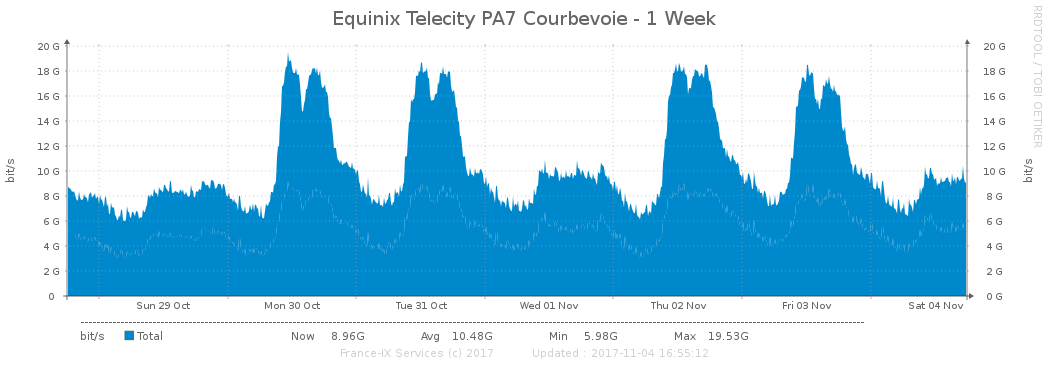 Equinix Telecity PA7 Courbevoie - 1 Week
RRDTOOL / TOBI OETIKER
20 G 20 G
18 G 18 G
16 G 16 G
14 G 14 G
12 G 12 G
10 G 10 G
8 G 8 G
6 G 6 G
4 G 4 G
2 G 2 G
0 0 G
bit/s bit/s
Sun 29 Oct Mon 30 Oct Tue 31 Oct Wed 01 Nov Thu 02 Nov Fri 03 Nov Sat 04 Nov
bit/s Total Now 8.96G Avg 10.48G Min 5.98G Max 19.53G
France-IX Services (c) 2017 Updated : 2017-11-04 16:55:12